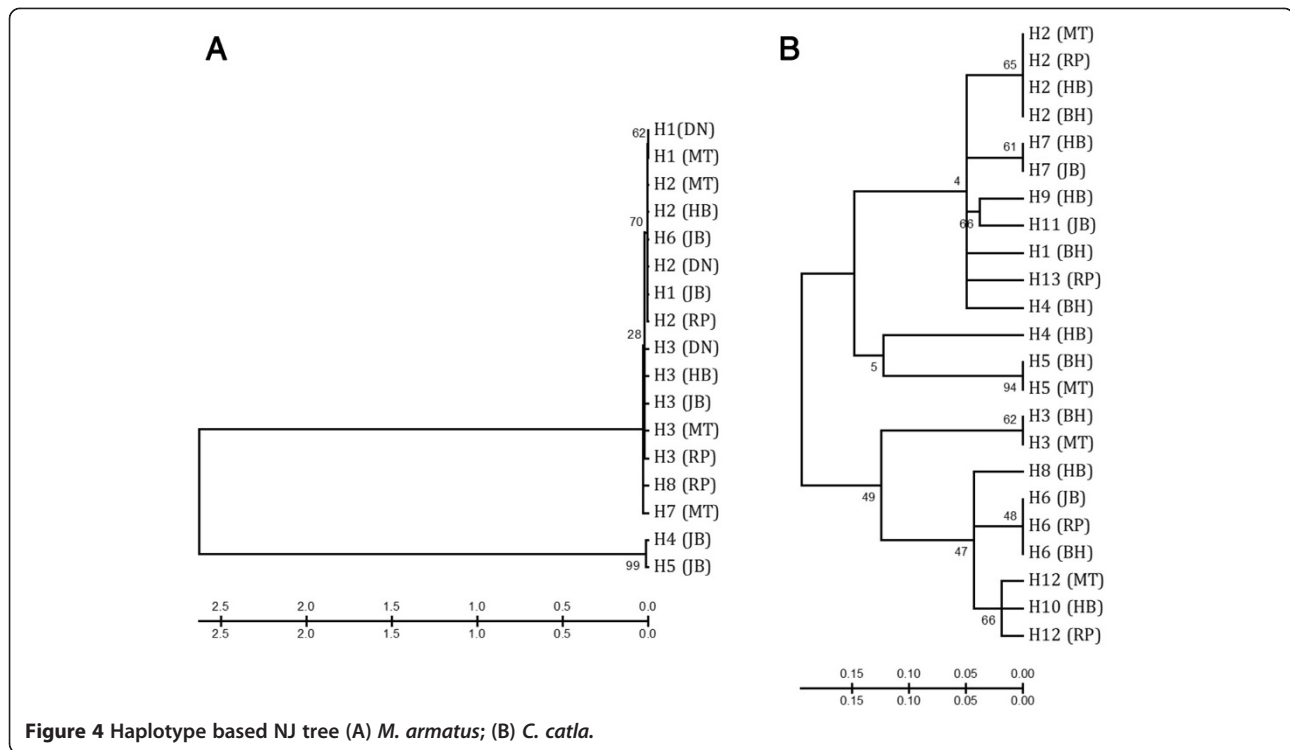 A
62
H1(DN)
H1 (MT)
H2 (MT)
H2 (HB)
70
H6 (JB)
H2 (DN)
H1 (JB)
H2 (RP)
28
H3 (DN)
H3 (HB)
H3 (JB)
H3 (MT)
H3 (RP)
H8 (RP)
H7 (MT)
H4 (JB)
99
H5 (JB)
2.5 2.0 1.5 1.0 0.5 0.0
2.5 2.0 1.5 1.0 0.5 0.0
B
H2 (MT)
65
H2 (RP)
H2 (HB)
H2 (BH)
61
H7 (HB)
H7 (JB)
4
H9 (HB)
66
H11 (JB)
H1 (BH)
H13 (RP)
H4 (BH)
H4 (HB)
5
H5 (BH)
94
H5 (MT)
62
H3 (BH)
H3 (MT)
49
H8 (HB)
H6 (JB)
48
H6 (RP)
47
H6 (BH)
H12 (MT)
H10 (HB)
66
H12 (RP)
0.15 0.10 0.05 0.00
0.15 0.10 0.05 0.00
Figure 4 Haplotype based NJ tree (A) M. armatus; (B) C. catla.